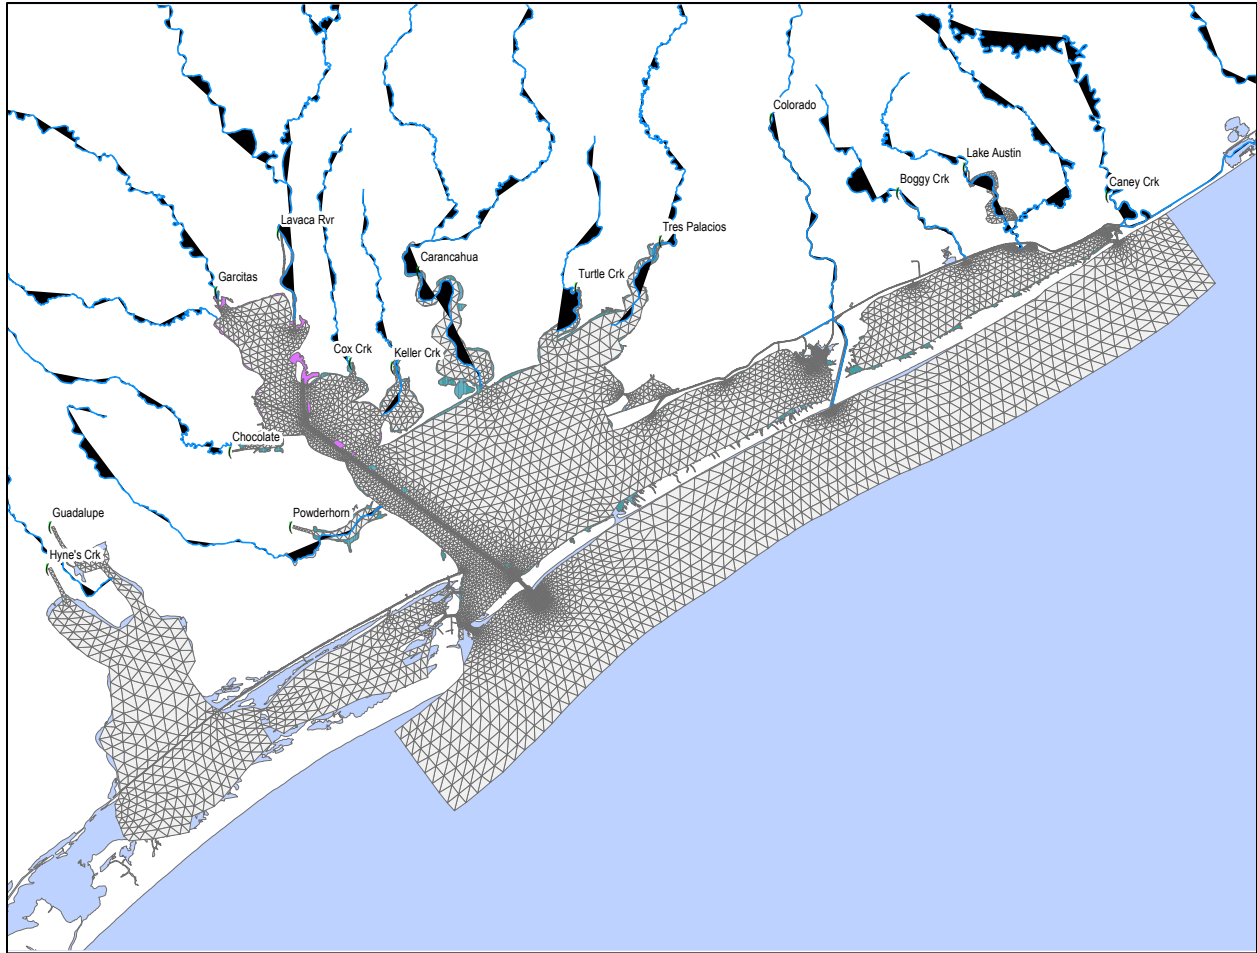 Colorado
Lake Austin
Boggy Crk
Caney Crk
Lavaca Rvr
Tres Palacios
Carancahua
Garcitas
Turtle Crk
Cox Crk
Keller Crk
Chocolate
Guadalupe
Powderhorn
Hyne's Crk